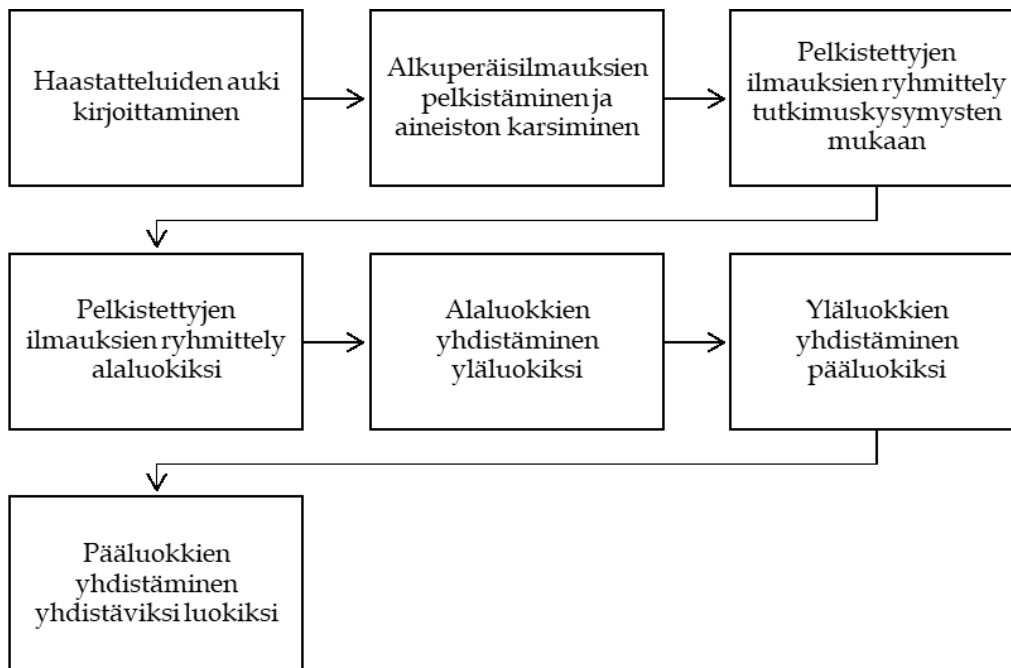 Haastatteluiden auki
kirjoittaminen
Alkuperäisilmauksien
pelkistäminen ja
aineiston karsiminen
Pelkistettyjen
ilmauksien ryhmittely
tutkimuskysymysten
mukaan
Pelkistettyjen
ilmauksien ryhmittely
alaluokiksi
Alaluokkien
yhdistäminen
yläluokiksi
Yläluokkien
yhdistäminen
pääluokiksi
Pääluokkien
yhdistäminen
yhdistäviksi luokiksi